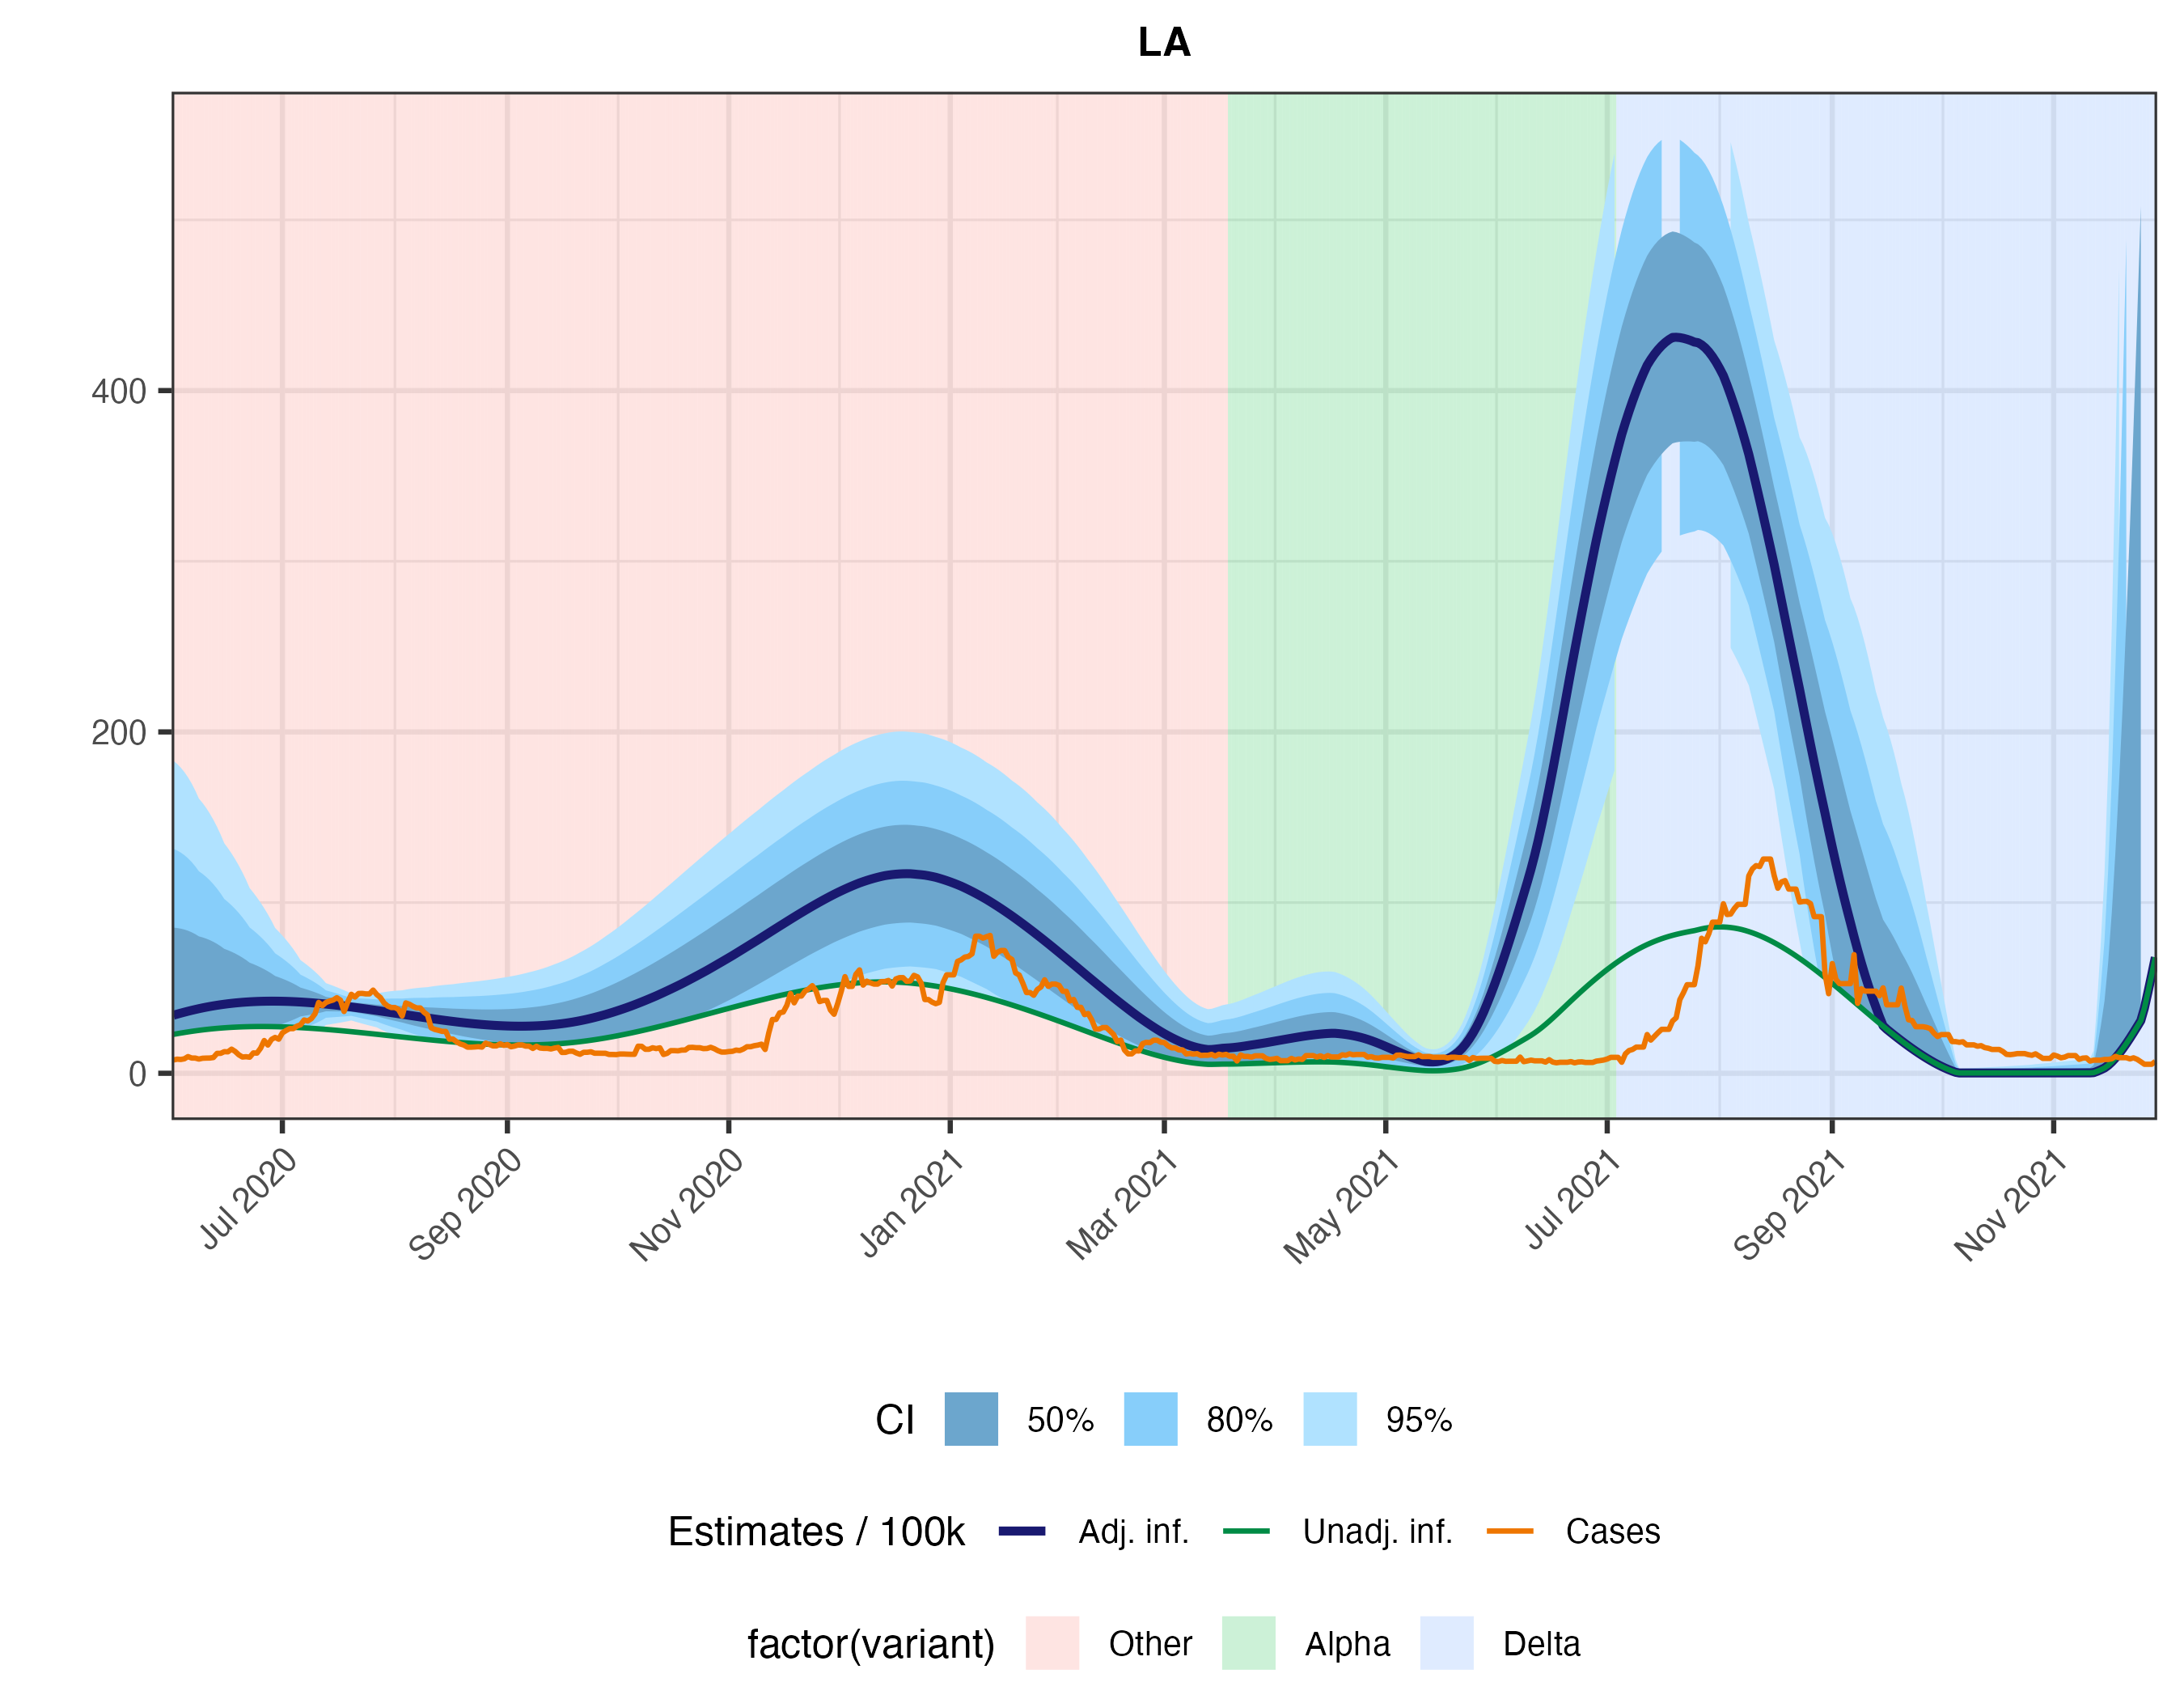 LA
400
200
0
Jul 2020
Sep 2020
Nov 2020
Jan 2021
Mar 2021
May 2021
Jul 2021
Sep 2021
Nov 2021
CI 50% 80% 95%
Estimates / 100k Adj. inf. Unadj. inf. Cases
factor(variant) Other Alpha Delta